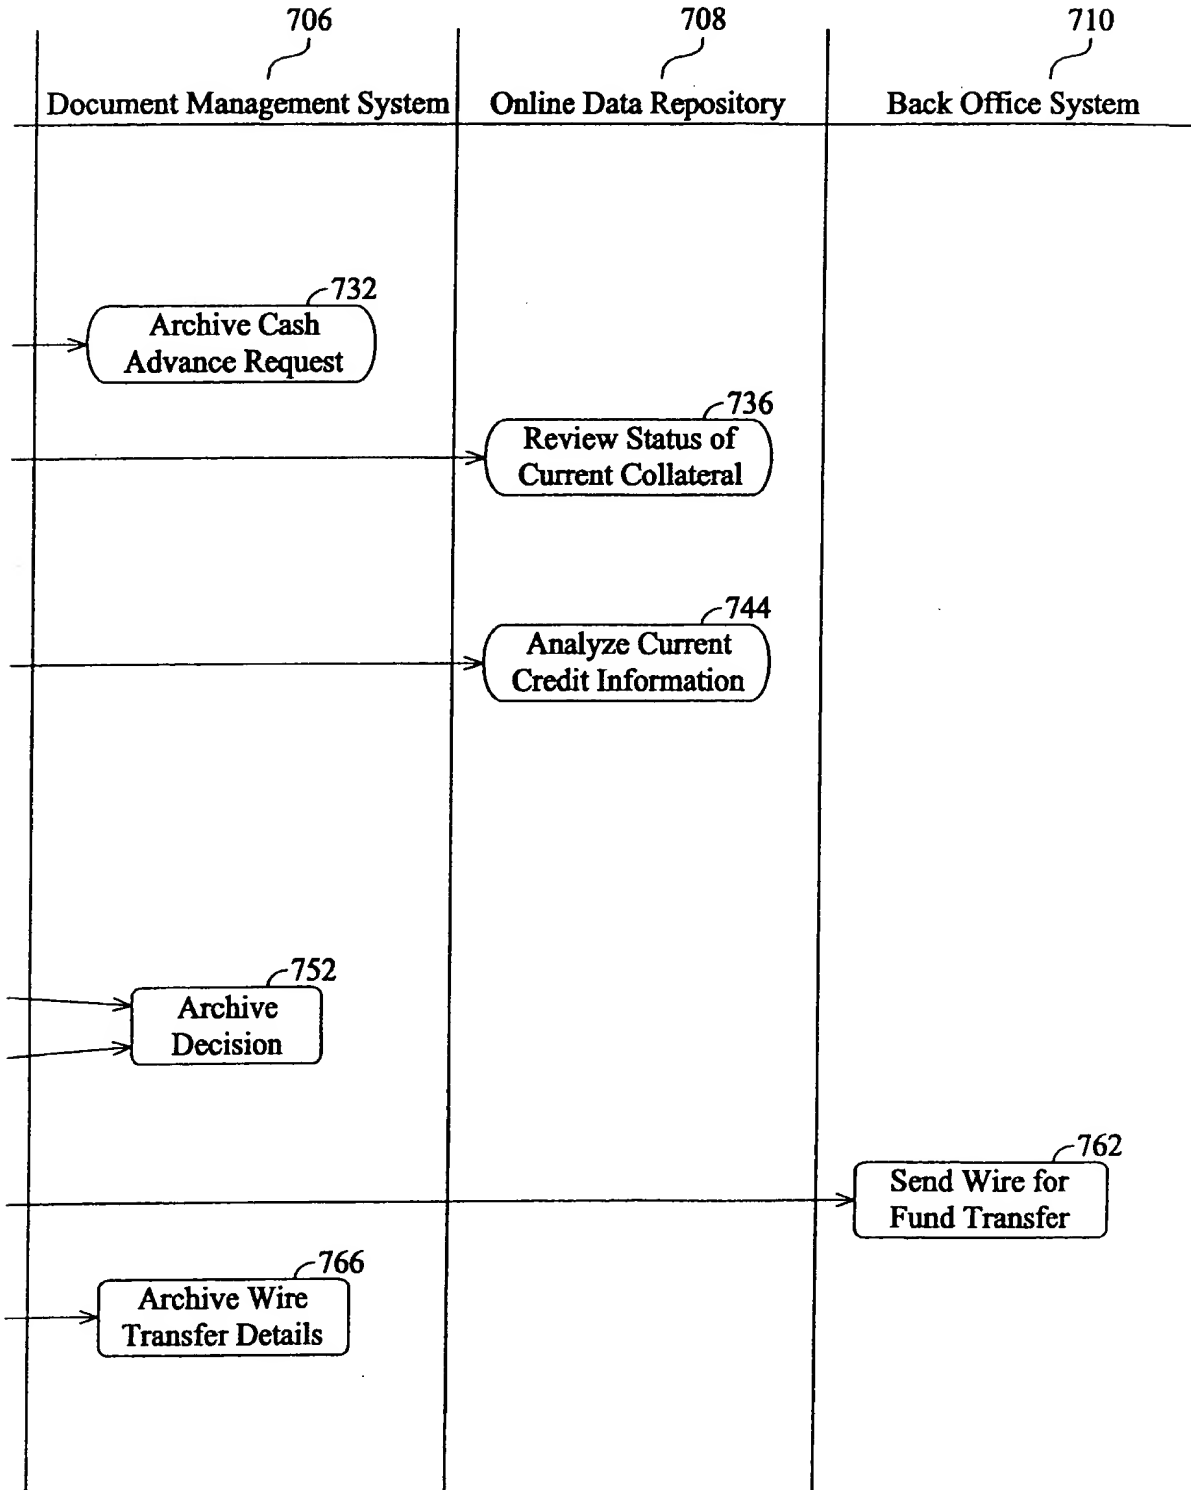 706
708
710
Document Management System
Online Data Repository
Back Office System
732
Archive Cash
Advance Request
736
Review Status of
Current Collateral
744
Analyze Current
Credit Information
752
Archive
Decision
762
Send Wire for
Fund Transfer
766
Archive Wire
Transfer Details